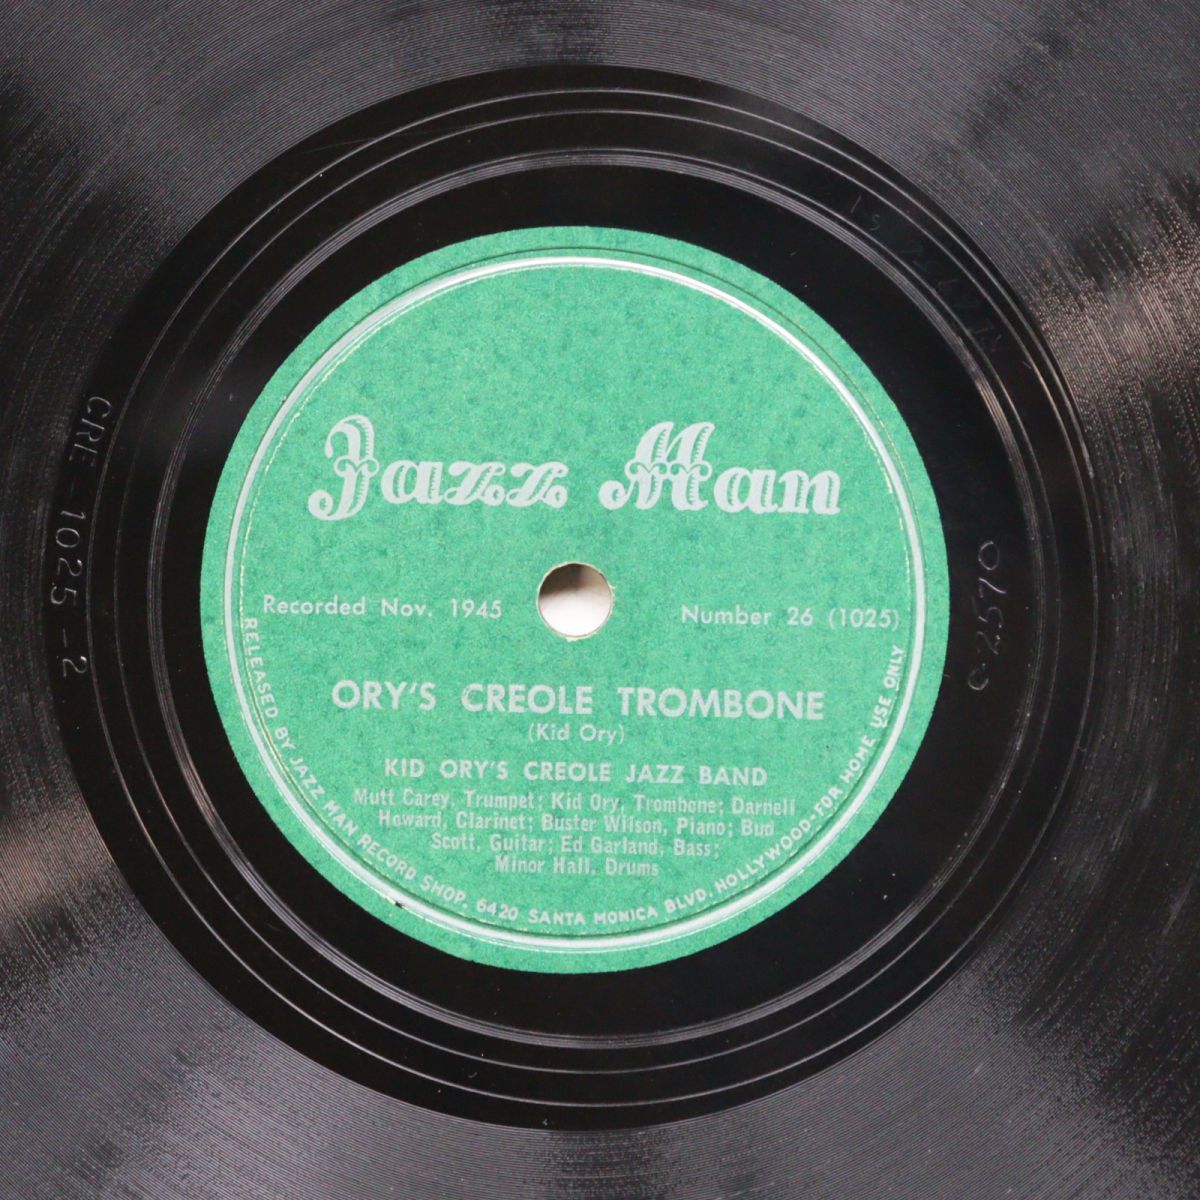 Jazz Man
Recorded Nov. 1945
Number 26 (1025)
ORY'S CREOLE TROMBONE
(Kid Ory)
KID ORY'S CREOLE JAZZ BAND
Mutt Carey, Trumpet; Kid Ory, Trombone; Darnell
Howard, Clarinet; Buster Wilson, Piano; Bud
Scott, Guitar; Ed Garland, Bass;
Minor Hall, Drums
RELEASED BY JAZZ MAN RECORD SHOP, 6420 SANTA MONICA BLVD. HOLLYWOOD-FOR HOME USE ONLY
CRE - 1025 - 2